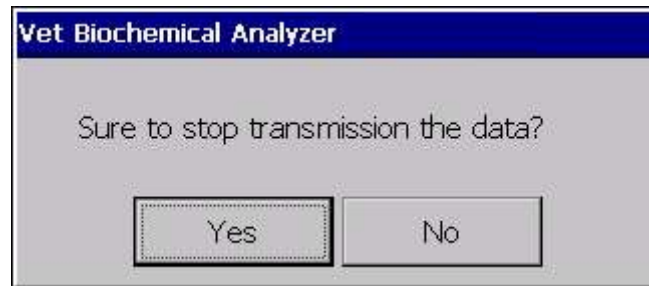 Vet Biochemical Analyzer
Sure to stop transmission the data?
Yes No